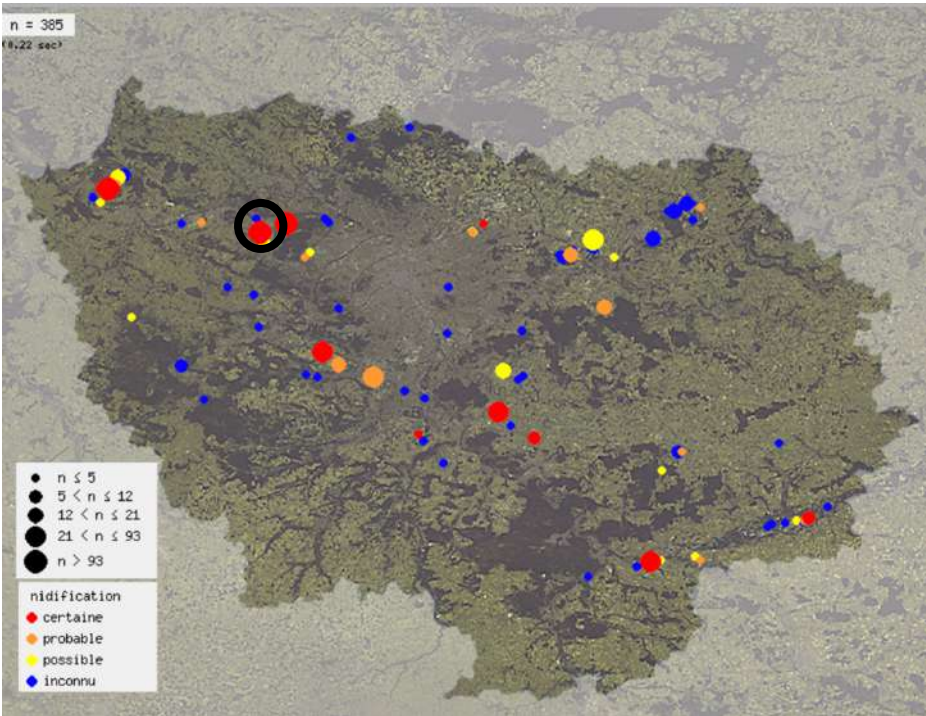 n = 385
(0.22 sec)
n ≤ 5
5 < n ≤ 12
12 < n ≤ 21
21 < n ≤ 93
n > 93
nidification
certaine
probable
possible
inconnu